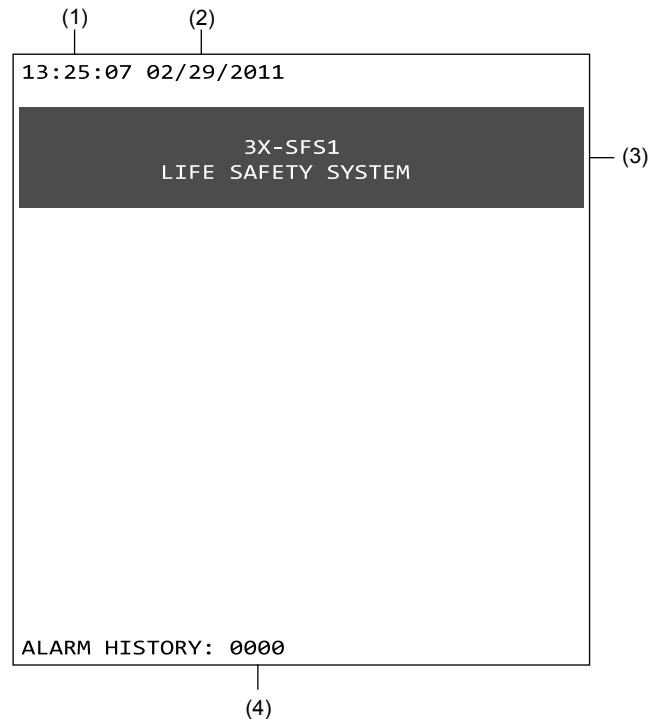 (1) (2)
13:25:07 02/29/2011
3X-SFS1
(3)
LIFE SAFETY SYSTEM
ALARM HISTORY: 0000
(4)